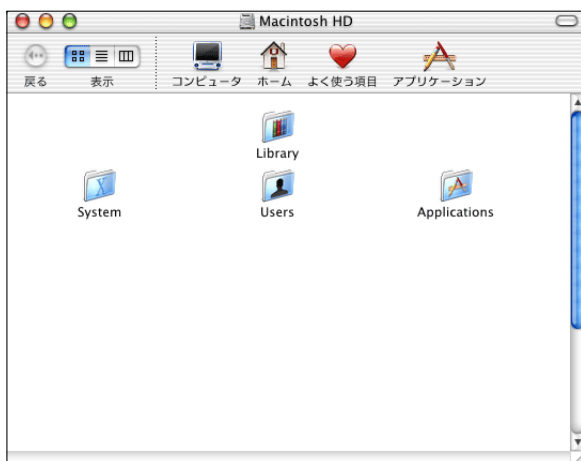 Macintosh HD
戻る 表示 コンピュータ ホーム よく使う項目 アプリケーション
Library
System Users Applications